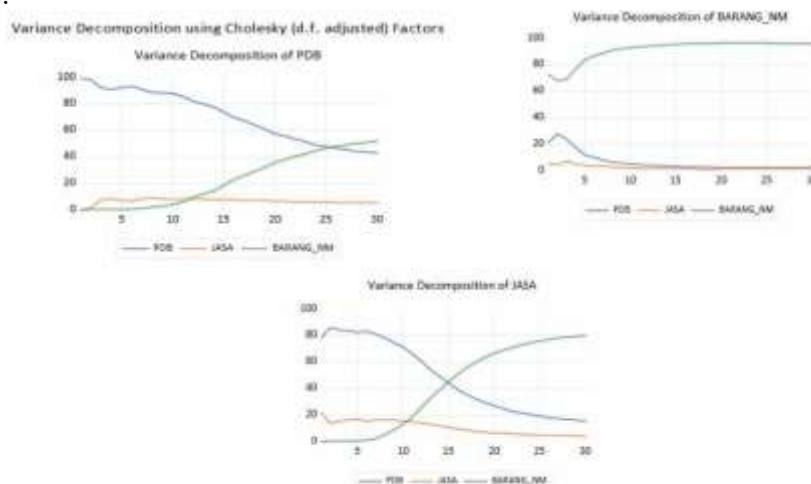 Variance Decomposition using Cholesky (d.f. adjusted) Factors
Variance Decomposition of PDB
100
80
60
40
20
0
5 10 15 20 25 30
PDB JASA BARANG_NM
Variance Decomposition of BARANG_NM
100
80
60
40
20
0
5 10 15 20 25 30
PDB JASA BARANG_NM
Variance Decomposition of JASA
100
80
60
40
20
0
5 10 15 20 25 30
PDB JASA BARANG_NM